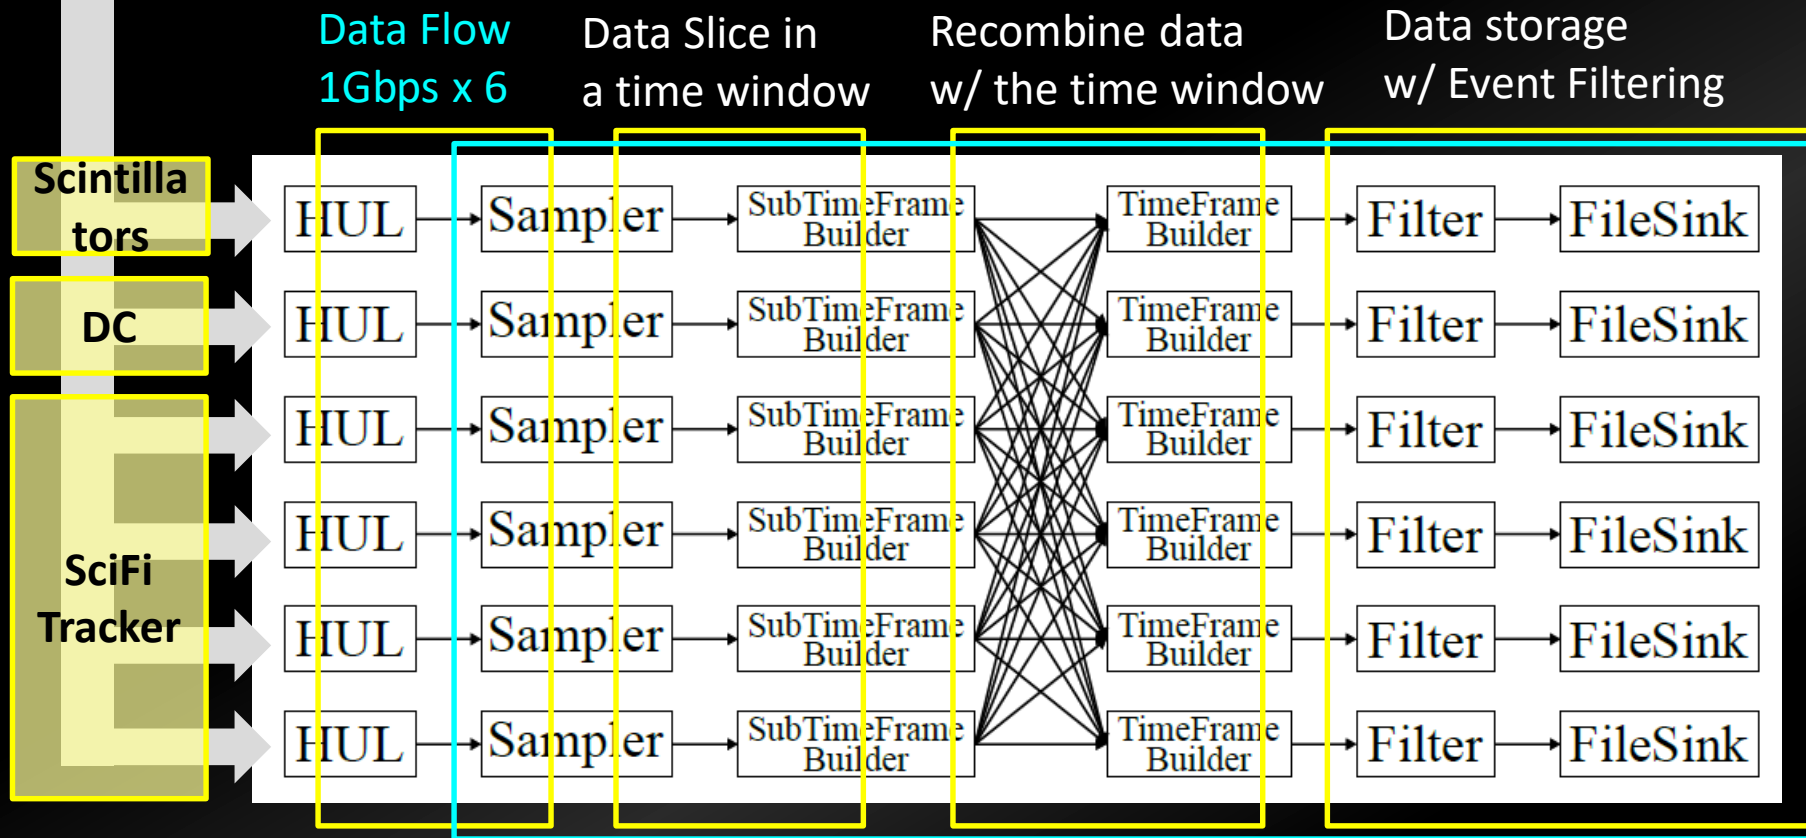 Data Flow
1Gbps x 6
Data Slice in
a time window
Recombine data
w/ the time window
Data storage
w/ Event Filtering
Scintilla
tors
DC
SciFi
Tracker
HUL
Sampler
SubTimeFrame
Builder
TimeFrame
Builder
Filter
FileSink
HUL
Sampler
SubTimeFrame
Builder
TimeFrame
Builder
Filter
FileSink
HUL
Sampler
SubTimeFrame
Builder
TimeFrame
Builder
Filter
FileSink
HUL
Sampler
SubTimeFrame
Builder
TimeFrame
Builder
Filter
FileSink
HUL
Sampler
SubTimeFrame
Builder
TimeFrame
Builder
Filter
FileSink
HUL
Sampler
SubTimeFrame
Builder
TimeFrame
Builder
Filter
FileSink